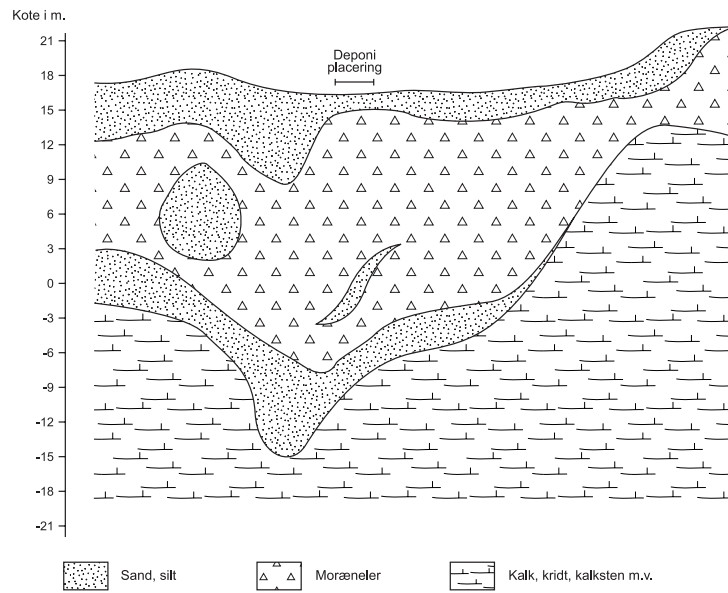 Kote i m.
Deponi
placering
21
18
15
12
9
6
3
0
-3
-6
-9
-12
-15
-18
-21
Sand, silt
Moræneler
Kalk, kridt, kalksten m.v.